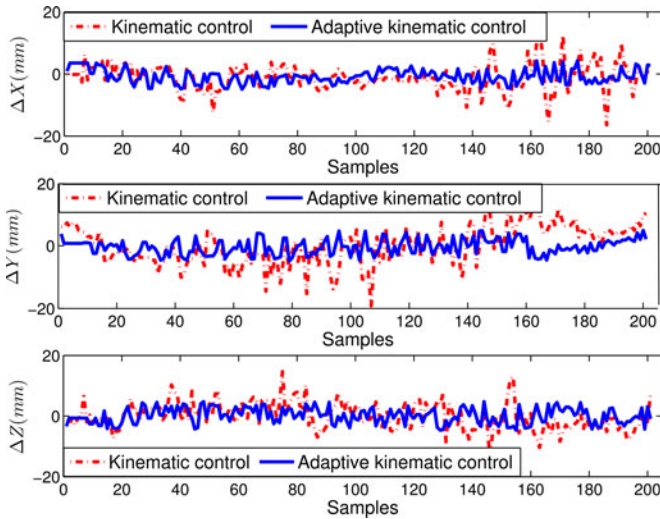 20
Kinematic control Adaptive kinematic control
ΔX(mm)
0
−20
0 20 40 60 80 100 120 140 160 180 200
Samples
20
Kinematic control Adaptive kinematic control
ΔY(mm)
0
−20
0 20 40 60 80 100 120 140 160 180 200
Samples
20
ΔZ(mm)
0
Kinematic control Adaptive kinematic control
−20
0 20 40 60 80 100 120 140 160 180 200
Samples